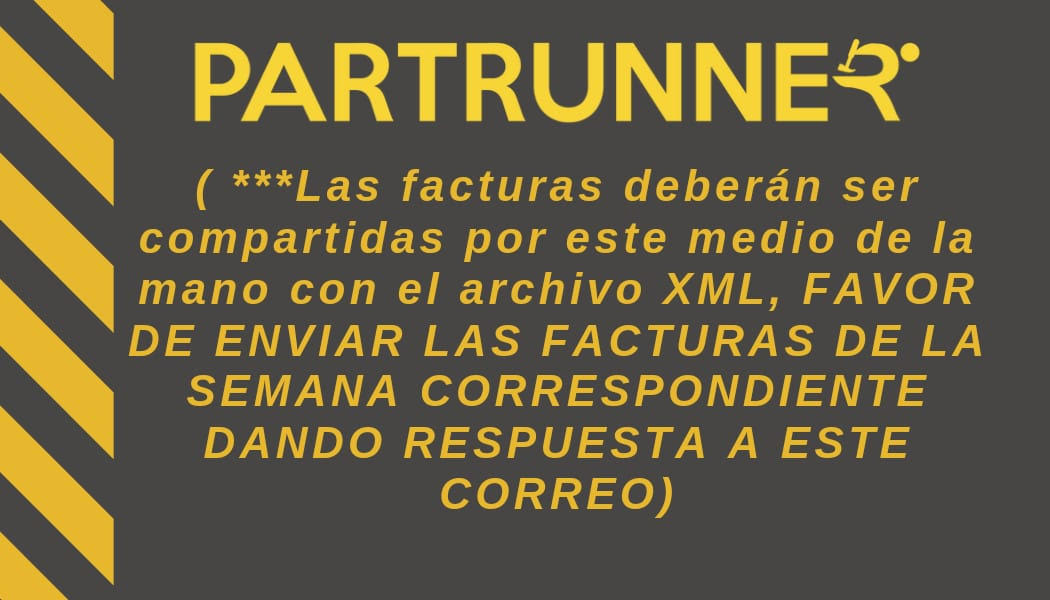 PARTRUNNER
( ***Las facturas deberán ser
compartidas por este medio de la
mano con el archivo XML, FAVOR
DE ENVIAR LAS FACTURAS DE LA
SEMANA CORRESPONDIENTE
DANDO RESPUESTA A ESTE
CORREO)